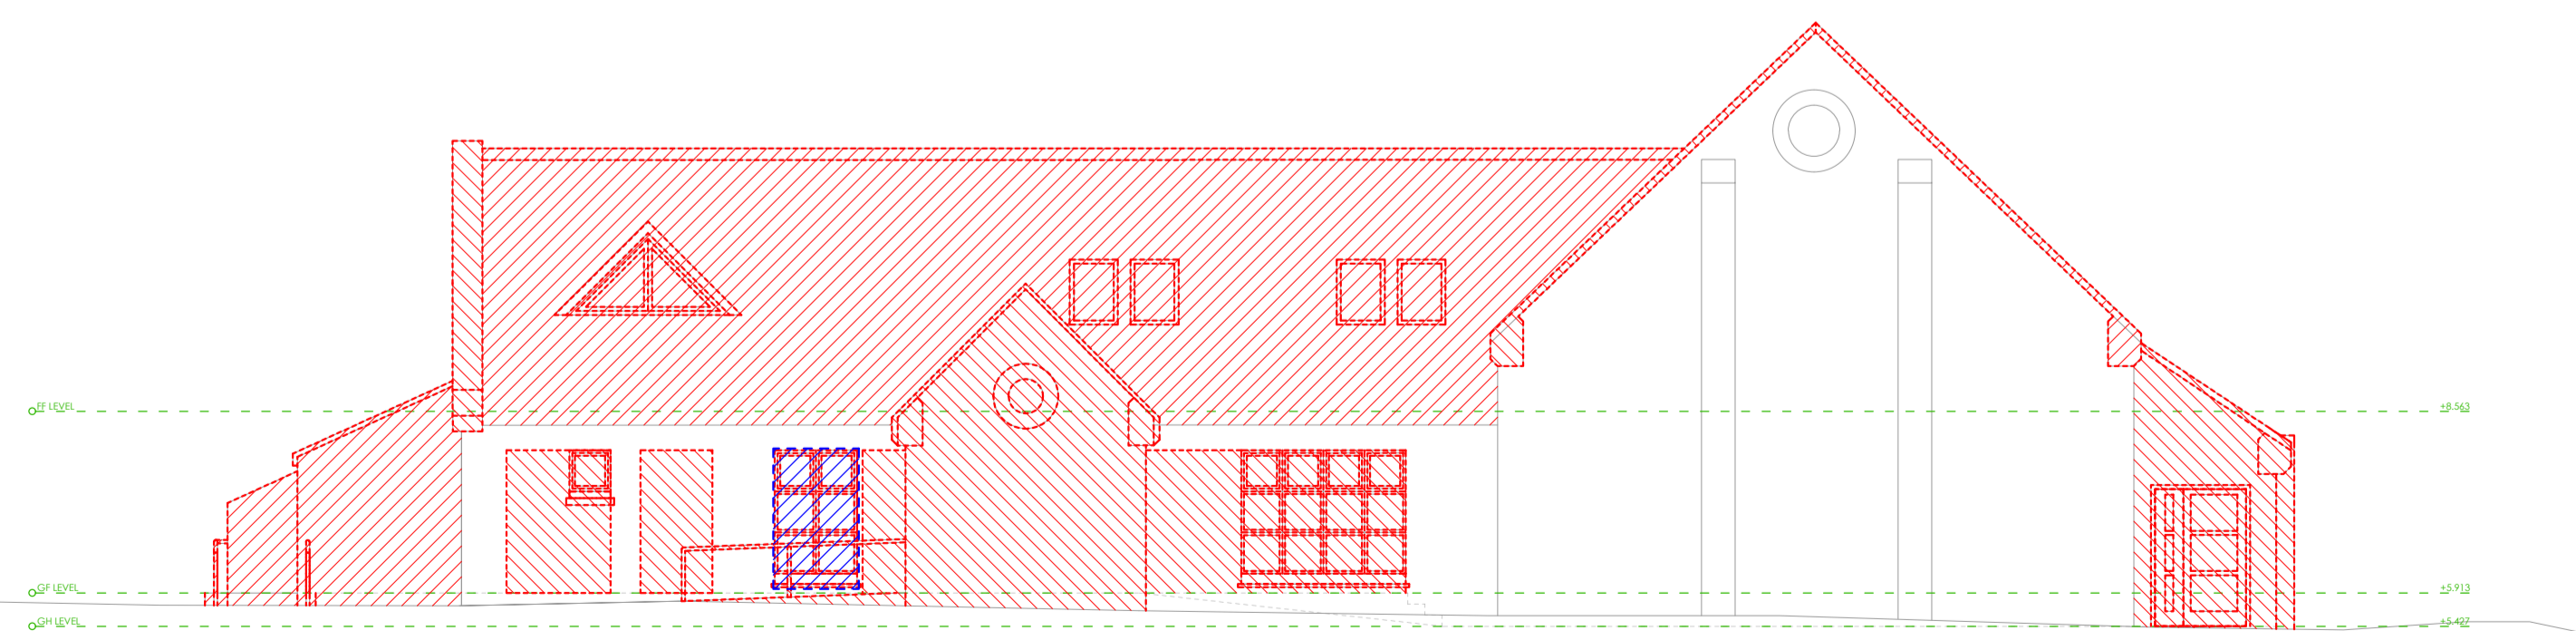 FF LEVEL
+8.563
GF LEVEL
+5.913
GH LEVEL
+5.427